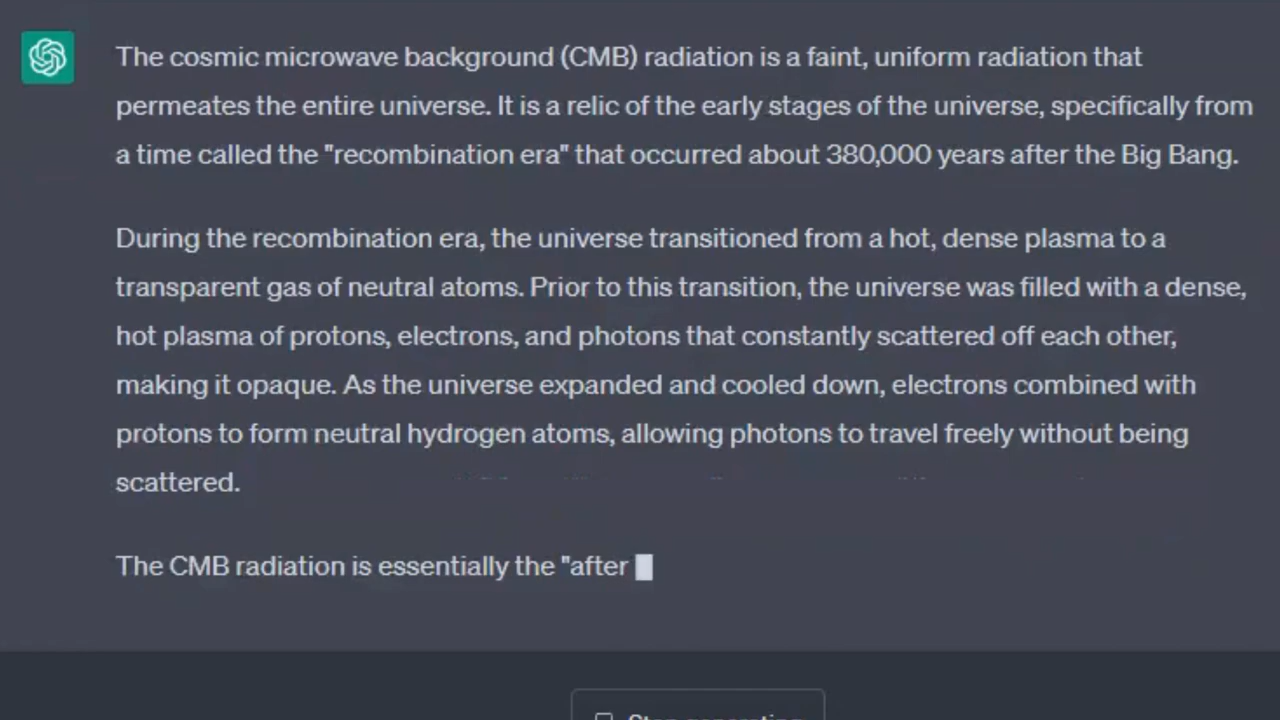 The cosmic microwave background (CMB) radiation is a faint, uniform radiation that
permeates the entire universe. It is a relic of the early stages of the universe, specifically from
a time called the "recombination era" that occurred about 380,000 years after the Big Bang.
During the recombination era, the universe transitioned from a hot, dense plasma to a
transparent gas of neutral atoms. Prior to this transition, the universe was filled with a dense,
hot plasma of protons, electrons, and photons that constantly scattered off each other,
making it opaque. As the universe expanded and cooled down, electrons combined with
protons to form neutral hydrogen atoms, allowing photons to travel freely without being
scattered.
The CMB radiation is essentially the "after